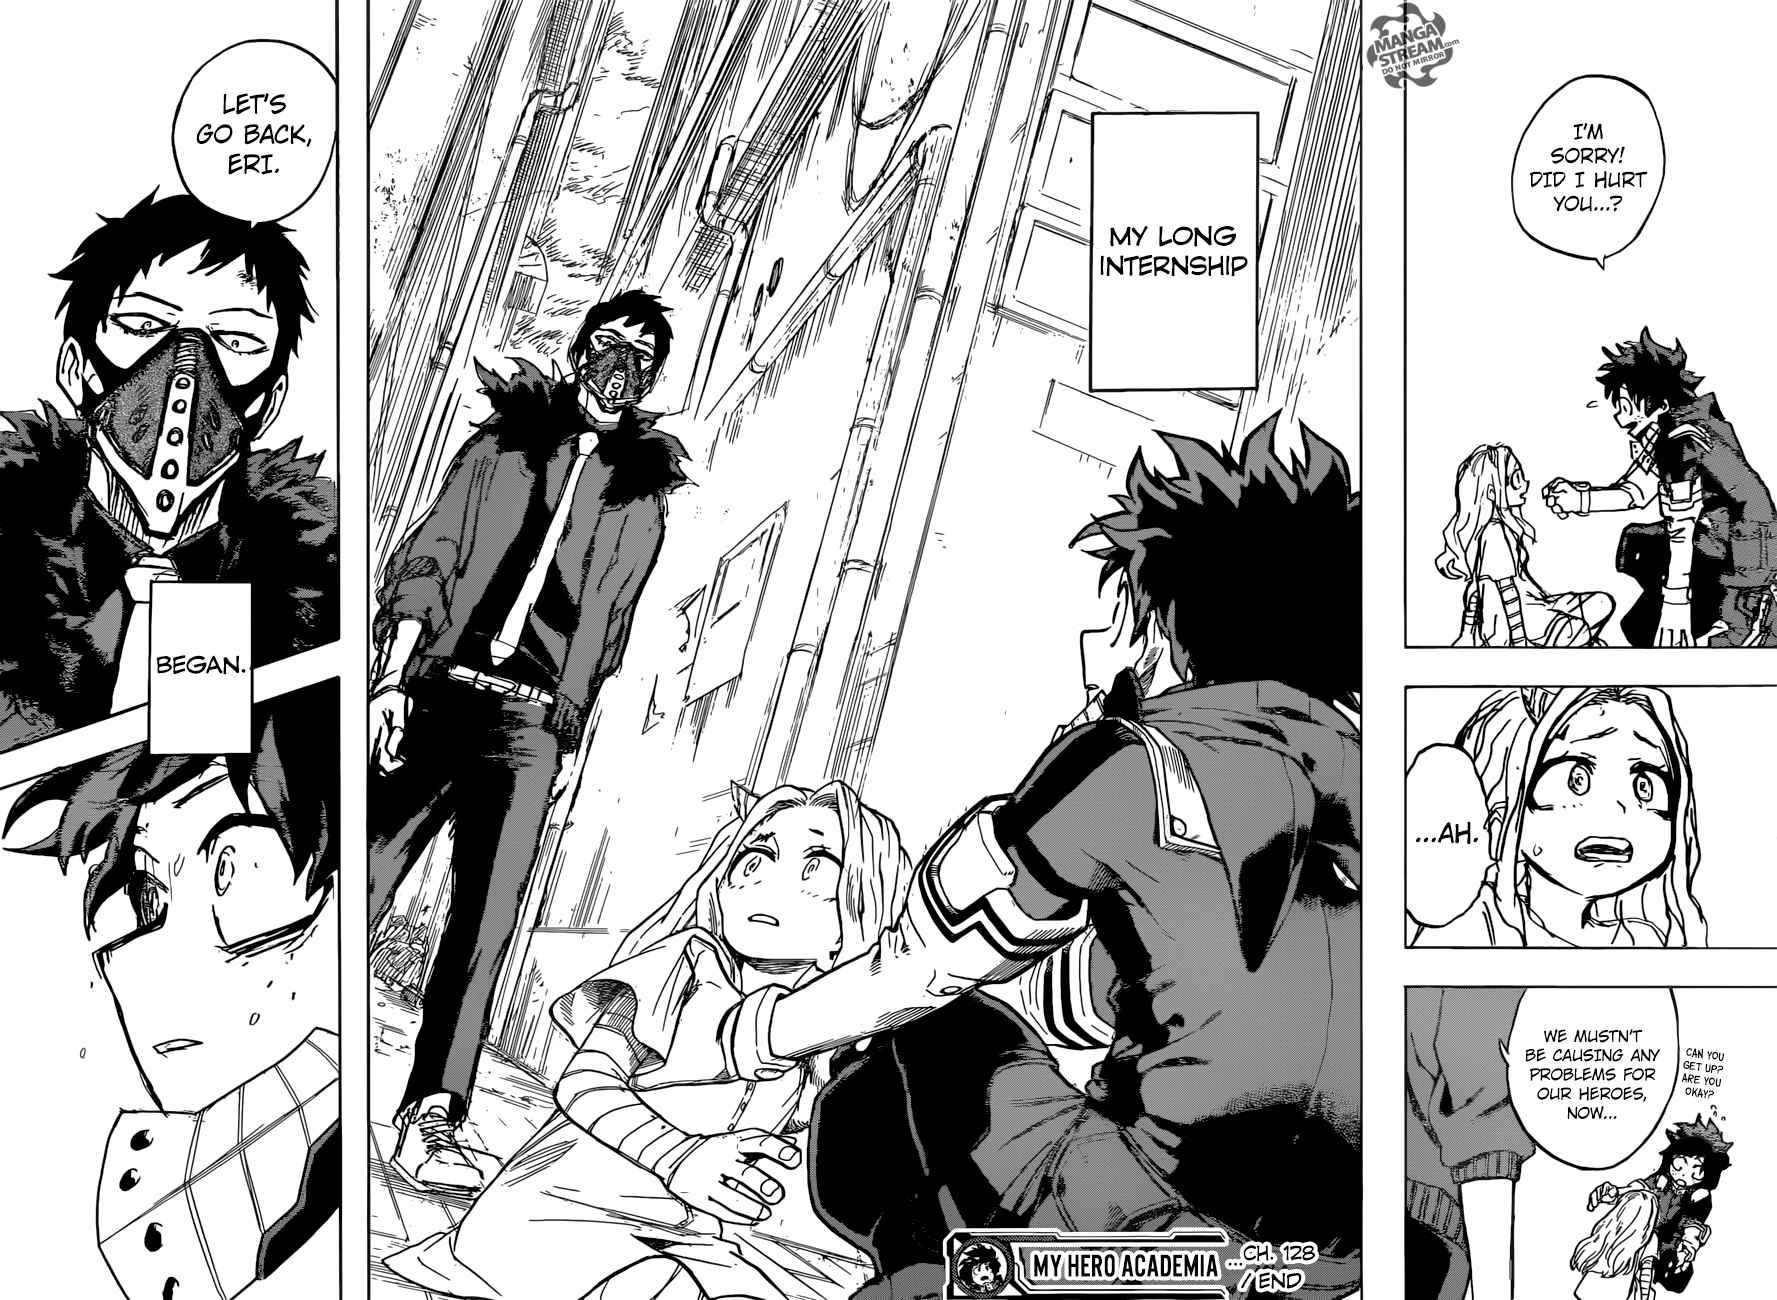 MANGA
STREAM.com
DO NOT MIRROR
I'M
SORRY!
DID I HURT
YOU...?
...AH.
WE MUSTN'T
BE CAUSING ANY
PROBLEMS FOR
OUR HEROES,
NOW...
CAN YOU
GET UP?
ARE YOU
OKAY?
MY LONG
INTERNSHIP
LET'S
GO BACK,
ERI.
BEGAN.
MY HERO ACADEMIA
...CH. 128
/ END